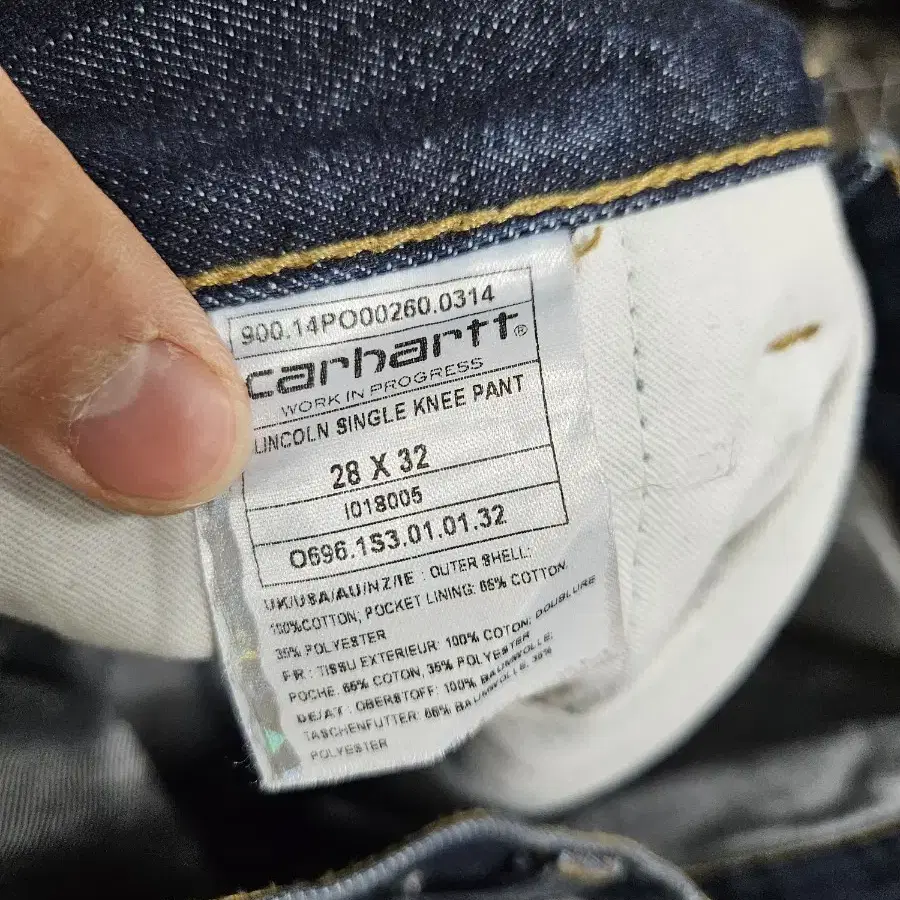 900.14PO00260.0314
carhartt®
WORK IN PROGRESS
LINCOLN SINGLE KNEE PANT
28 X 32
I018005
O696.1S3.01.01.32
UK/USA/AU/NZ/IE : OUTER SHELL:
100%COTTON; POCKET LINING: 65% COTTON,
35% POLYESTER
FR : TISSU EXTERIEUR: 100% COTON; DOUBLURE
POCHE: 65% COTON, 35% POLYESTER
DE/AT : OBERSTOFF: 100% BAUMWOLLE;
TASCHENFUTTER: 65% BAUMWOLLE, 35%
POLYESTER